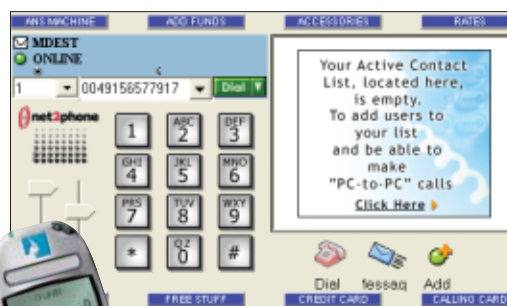 ANS MACHINE
ADD FUNDS
ACCESSORIES
RATES
MDEST
ONLINE
1
0049156577917
Dial
net2phone
1
ABC
2
DEF
3
GHI
4
JKL
5
MNO
6
PRS
7
TUV
8
WXY
9
*
QZ
0
#
Your Active Contact
List, located here,
is empty.
To add users to
your list
and be able to
make
"PC-to-PC" calls
Click Here
Dial
Add
FREE STUFF
CREDIT CARD
CALLING CARD